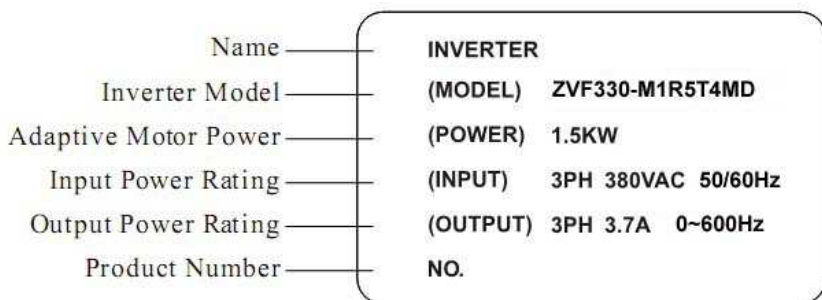 Name INVERTER
Inverter Model (MODEL) ZVF330-M1R5T4MD
Adaptive Motor Power (POWER) 1.5KW
Input Power Rating (INPUT) 3PH 380VAC 50/60Hz
Output Power Rating (OUTPUT) 3PH 3.7A 0~600Hz
Product Number NO.